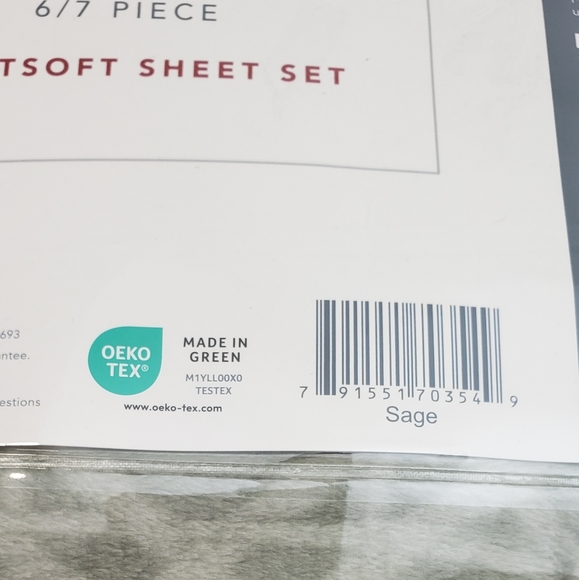 6/7 PIECE
TSOFT SHEET SET
693
ntee.
estions
OEKO
TEX®
MADE IN
GREEN
M1YLL00X0
TESTEX
www.oeko-tex.com
7 91551 70354 9
Sage